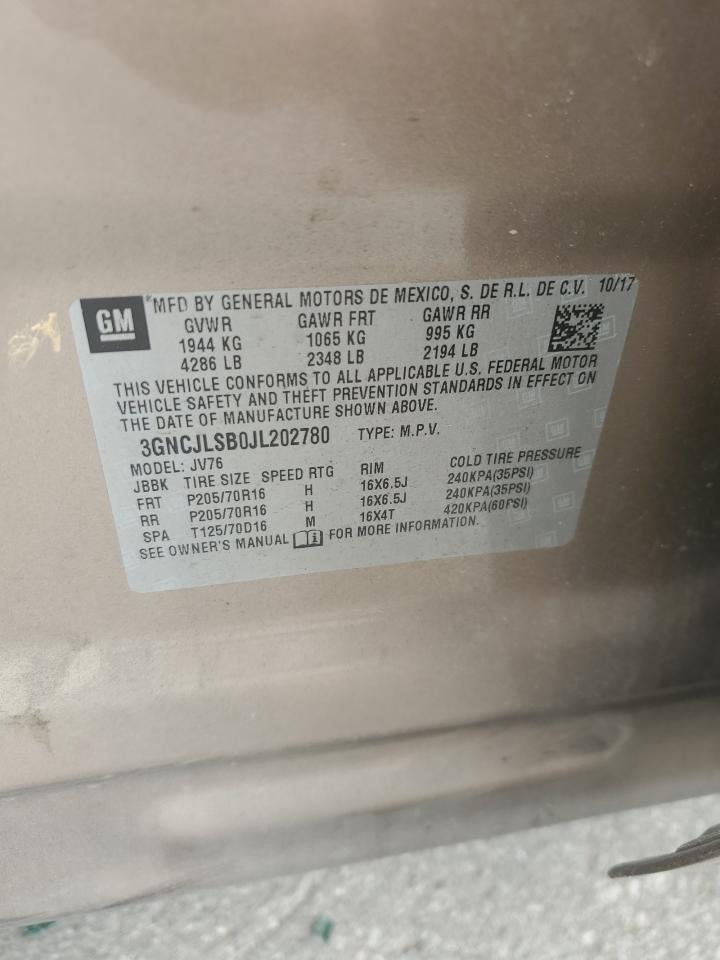 GM
*MFD BY GENERAL MOTORS DE MEXICO, S. DE R.L. DE C.V. 10/17
GVWR GAWR FRT GAWR RR
1944 KG 1065 KG 995 KG
4286 LB 2348 LB 2194 LB
THIS VEHICLE CONFORMS TO ALL APPLICABLE U.S. FEDERAL MOTOR
VEHICLE SAFETY AND THEFT PREVENTION STANDARDS IN EFFECT ON
THE DATE OF MANUFACTURE SHOWN ABOVE.
3GNCJLSB0JL202780 TYPE: M.P.V.
MODEL: JV76
JBBK TIRE SIZE SPEED RTG RIM COLD TIRE PRESSURE
FRT P205/70R16 H 16X6.5J 240KPA(35PSI)
RR P205/70R16 H 16X6.5J 240KPA(35PSI)
SPA T125/70D16 M 16X4T 420KPA(60PSI)
SEE OWNER'S MANUAL i FOR MORE INFORMATION.